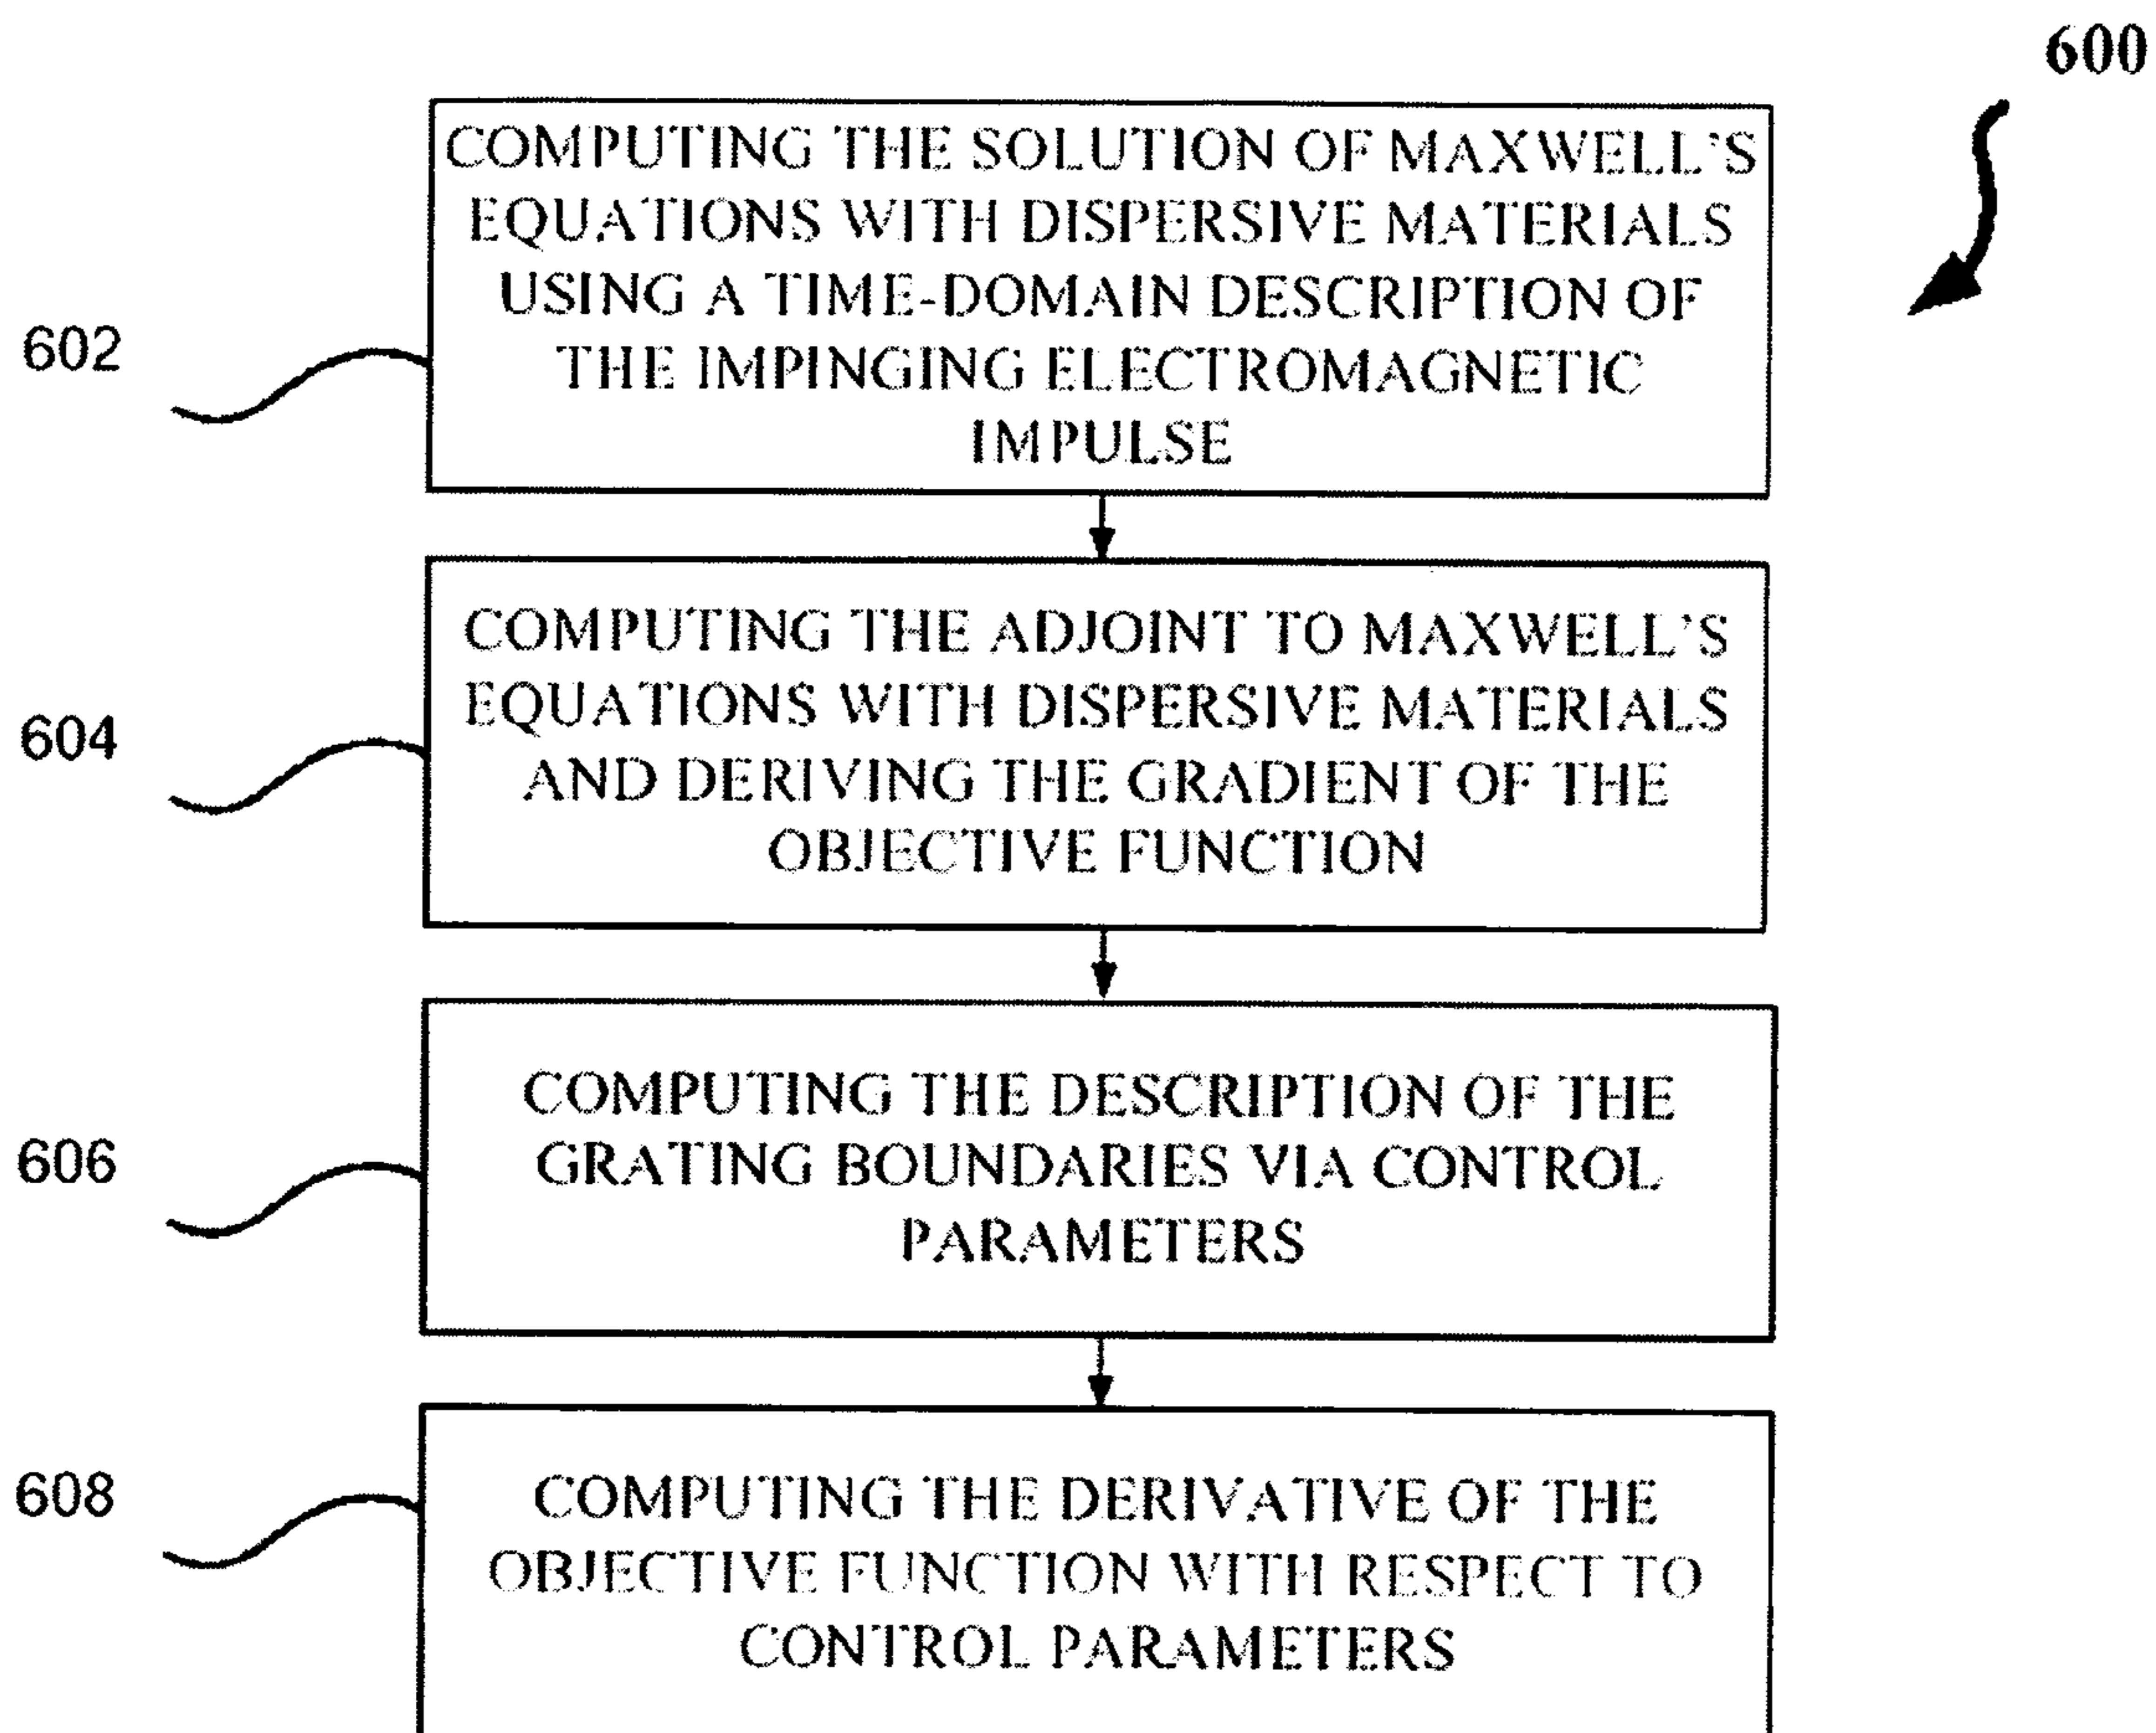 600
COMPUTING THE SOLUTION OF MAXWELL'S
EQUATIONS WITH DISPERSIVE MATERIALS
USING A TIME-DOMAIN DESCRIPTION OF
THE IMPINGING ELECTROMAGNETIC
IMPULSE
602
COMPUTING THE ADJOINT TO MAXWELL'S
EQUATIONS WITH DISPERSIVE MATERIALS
AND DERIVING THE GRADIENT OF THE
OBJECTIVE FUNCTION
604
COMPUTING THE DESCRIPTION OF THE
GRATING BOUNDARIES VIA CONTROL
PARAMETERS
606
COMPUTING THE DERIVATIVE OF THE
OBJECTIVE FUNCTION WITH RESPECT TO
CONTROL PARAMETERS
608